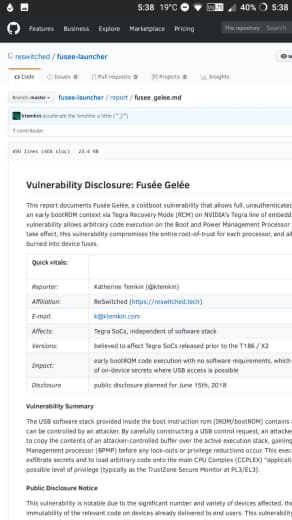 5:38 19°C 40% 5:38
Features Business Explore Marketplace Pricing
This repository Search
reswitched / fusee-launcher
Code Issues 0 Pull requests 0 Projects 0 Insights
Branch: master fusee-launcher / report / fusee_gelee.md
ktemkin accelerate the timeline a little
1 contributor
490 lines (408 sloc) 23.4 KB
Vulnerability Disclosure: Fusée Gelée
This report documents Fusée Gelée, a coldboot vulnerability that allows full, unauthenticated
an early bootROM context via Tegra Recovery Mode (RCM) on NVIDIA's Tegra line of embedd
vulnerability allows arbitrary code execution on the Boot and Power Management Processor
take effect, this vulnerability compromises the entire root-of-trust for each processor, and all
burned into device fuses.
Quick vitals:
Reporter: Katherine Temkin (@ktemkin)
Affiliation: ReSwitched (https://reswitched.tech)
E-mail: k@ktemkin.com
Affects: Tegra SoCs, independent of software stack
Versions: believed to affect Tegra SoCs released prior to the T186 / X2
Impact: early bootROM code execution with no software requirements, which
of on-device secrets where USB access is possible
Disclosure public disclosure planned for June 15th, 2018
Vulnerability Summary
The USB software stack provided inside the boot instruction rom (IROM/bootROM) contains a
can be controlled by an attacker. By carefully constructing a USB control request, an attacker
to copy the contents of an attacker-controlled buffer over the active execution stack, gaining
Management processor (BPMP) before any lock-outs or privilege reductions occur. This exec
exfiltrate secrets and to load arbitrary code onto the main CPU Complex (CCPLEX) "applicatio
possible level of privilege (typically as the TrustZone Secure Monitor at PL3/EL3).
Public Disclosure Notice
This vulnerability is notable due to the significant number and variety of devices affected, the
immutability of the relevant code on devices already delivered to end users. This vulnerability